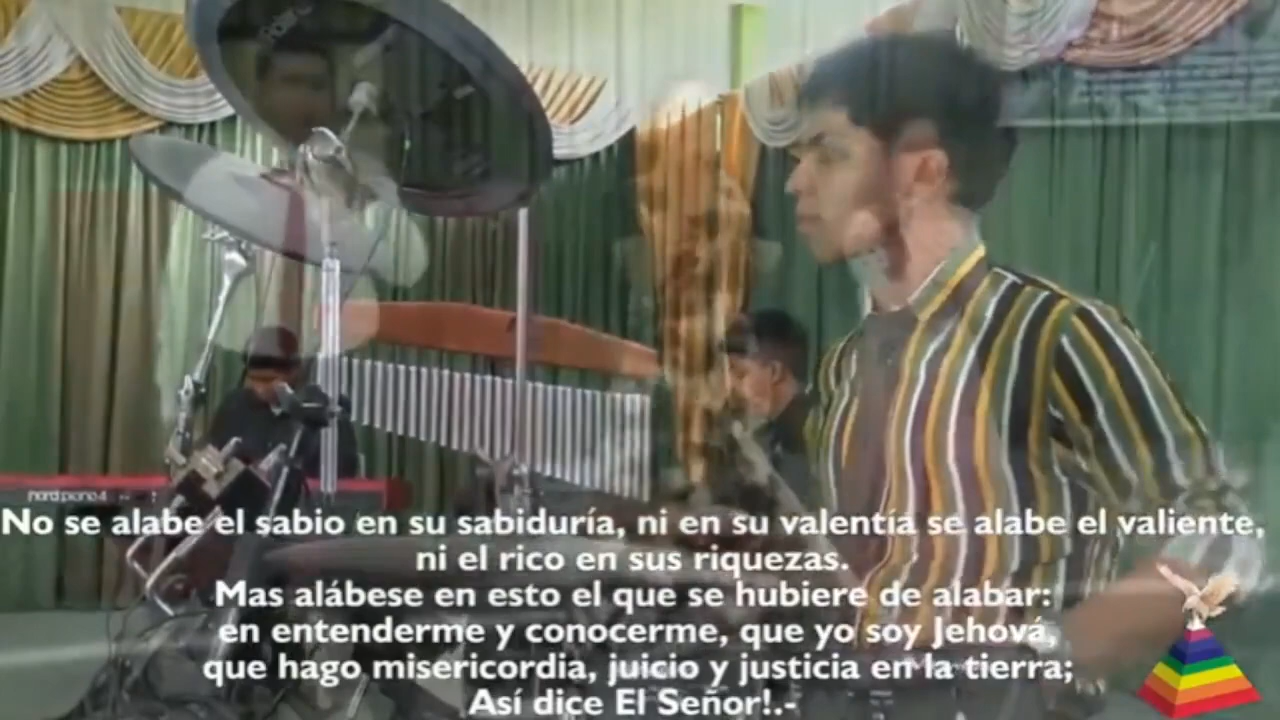 nord piano 4
No se alabe el sabio en su sabiduría, ni en su valentía se alabe el valiente,
ni el rico en sus riquezas.
Mas alábese en esto el que se hubiere de alabar:
en entenderme y conocerme, que yo soy Jehová,
que hago misericordia, juicio y justicia en la tierra;
Así dice El Señor!.-